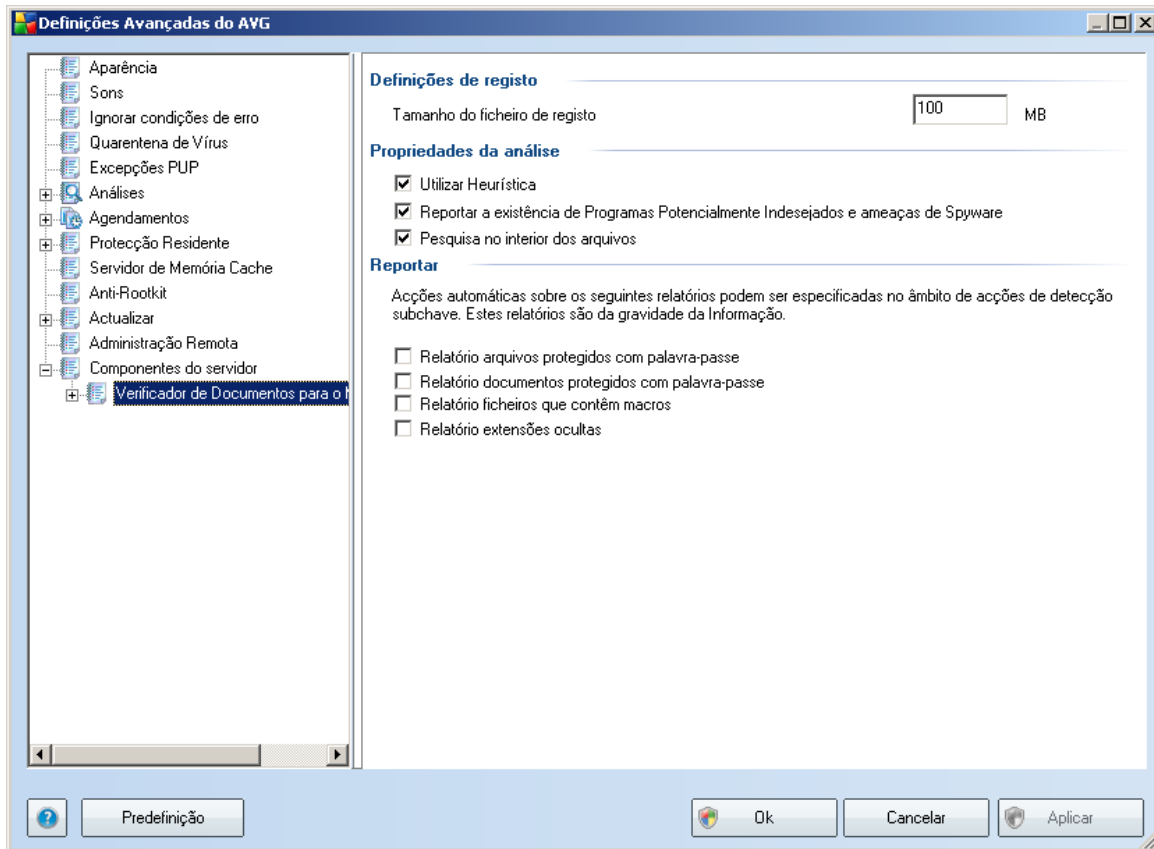 Definições Avançadas do AVG
Aparência
Sons
Ignorar condições de erro
Quarentena de Vírus
Excepções PUP
Análises
Agendamentos
Protecção Residente
Servidor de Memória Cache
Anti-Rootkit
Actualizar
Administração Remota
Componentes do servidor
Verificador de Documentos para o
Definições de registo
Tamanho do ficheiro de registo 100 MB
Propriedades da análise
Utilizar Heurística
Reportar a existência de Programas Potencialmente Indesejados e ameaças de Spyware
Pesquisa no interior dos arquivos
Reportar
Acções automáticas sobre os seguintes relatórios podem ser especificadas no âmbito de acções de detecção
subchave. Estes relatórios são da gravidade da Informação.
Relatório arquivos protegidos com palavra-passe
Relatório documentos protegidos com palavra-passe
Relatório ficheiros que contêm macros
Relatório extensões ocultas
Predefinição
Ok
Cancelar
Aplicar